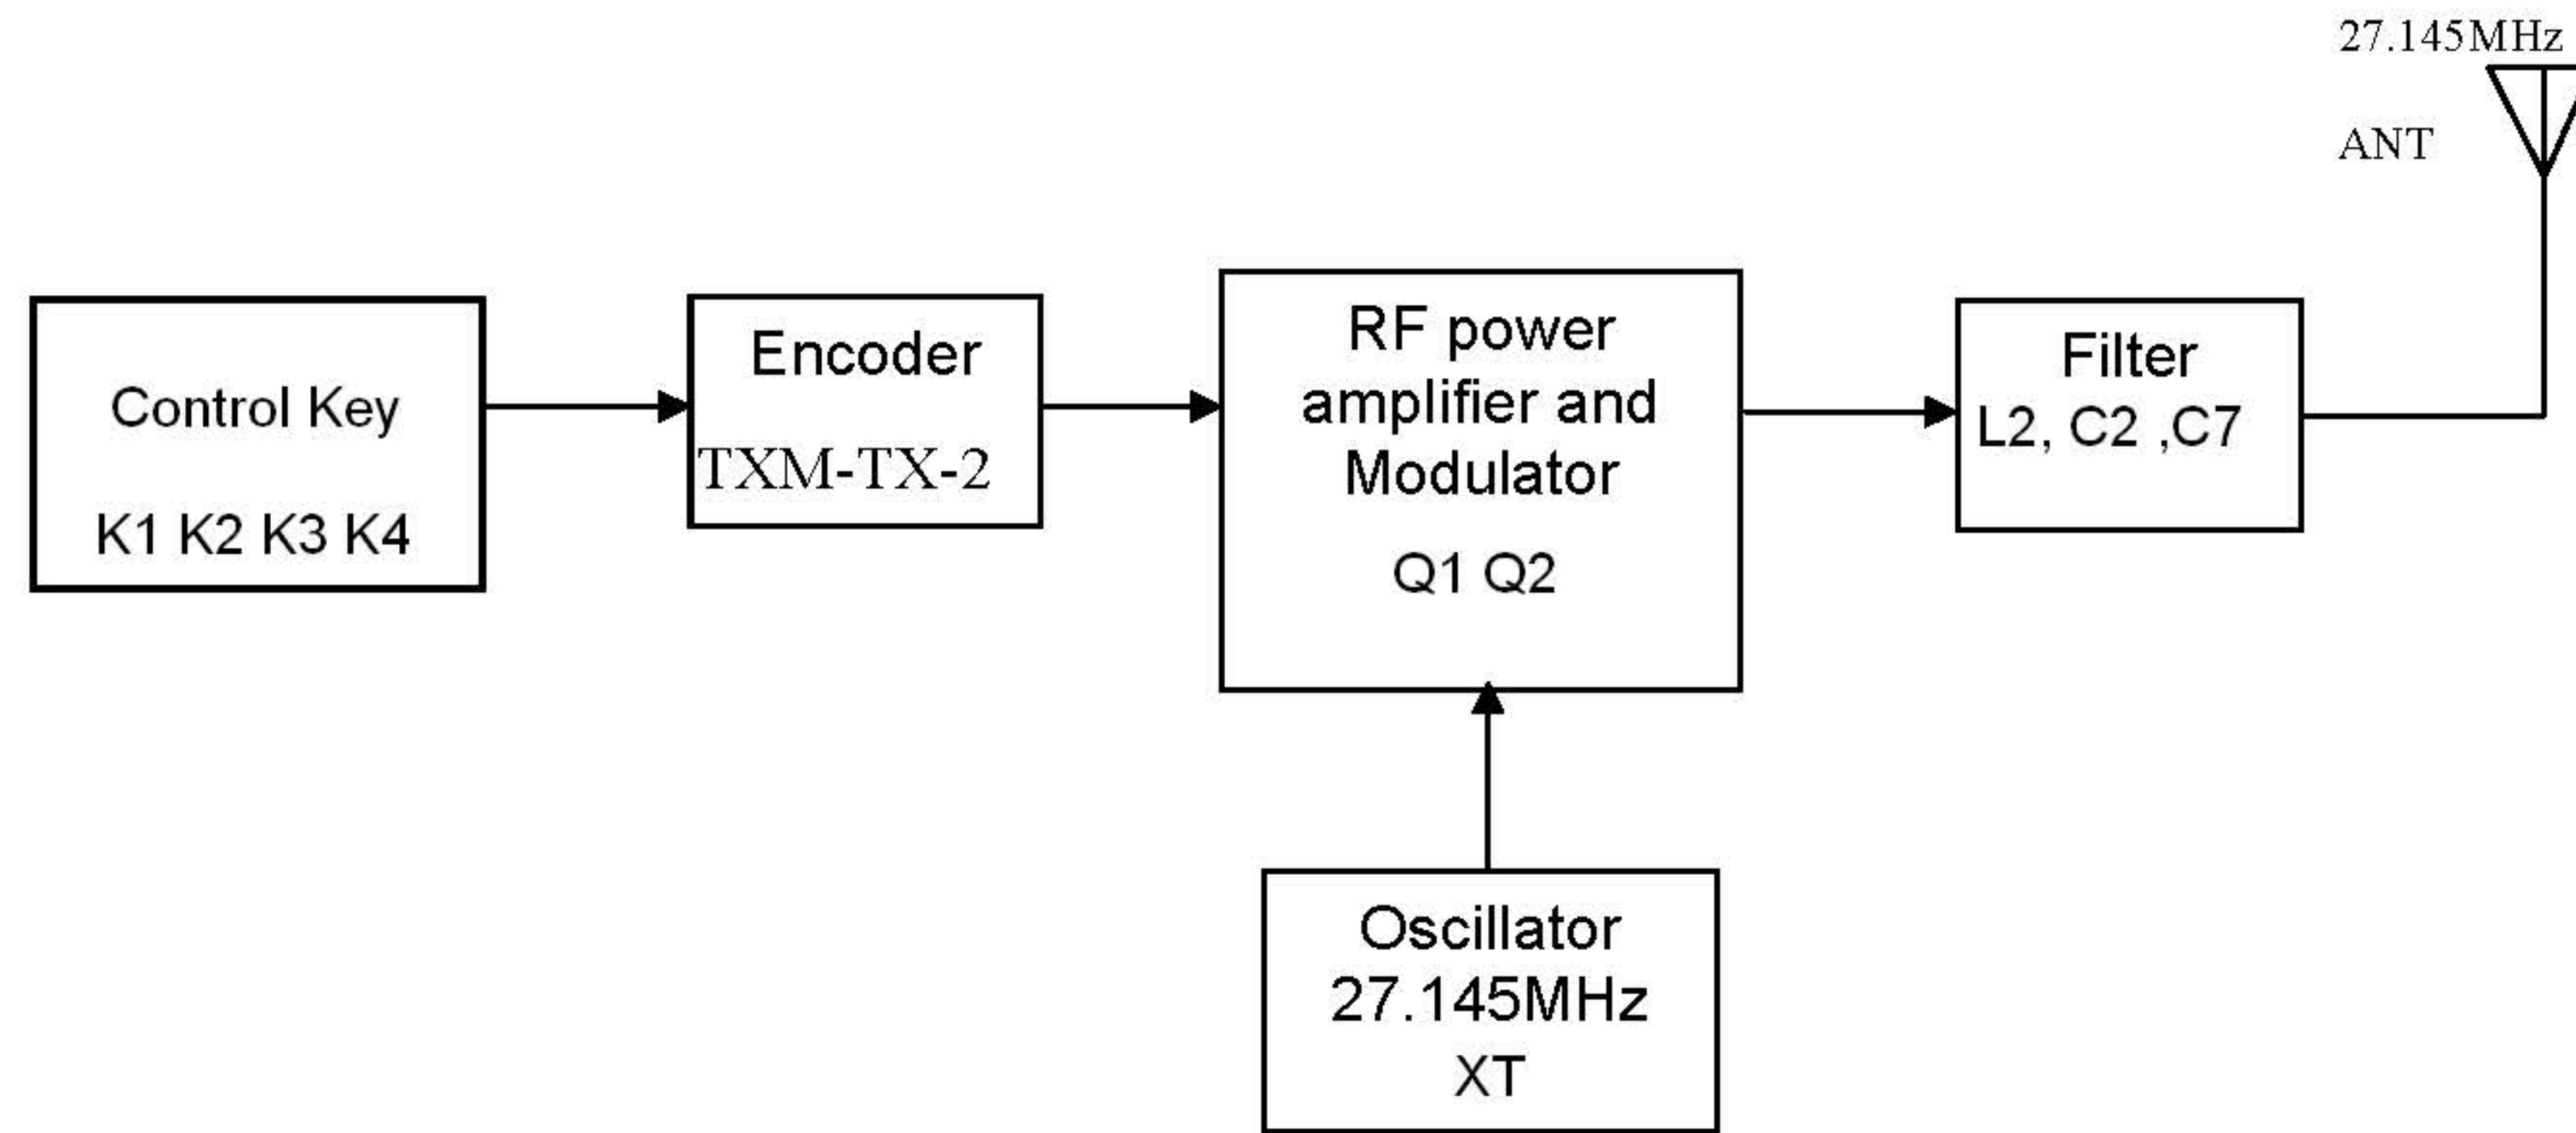 27.145MHz
ANT
Control Key
K1 K2 K3 K4
Encoder
TXM-TX-2
RF power
amplifier and
Modulator
Q1 Q2
Filter
L2, C2 ,C7
Oscillator
27.145MHz
XT